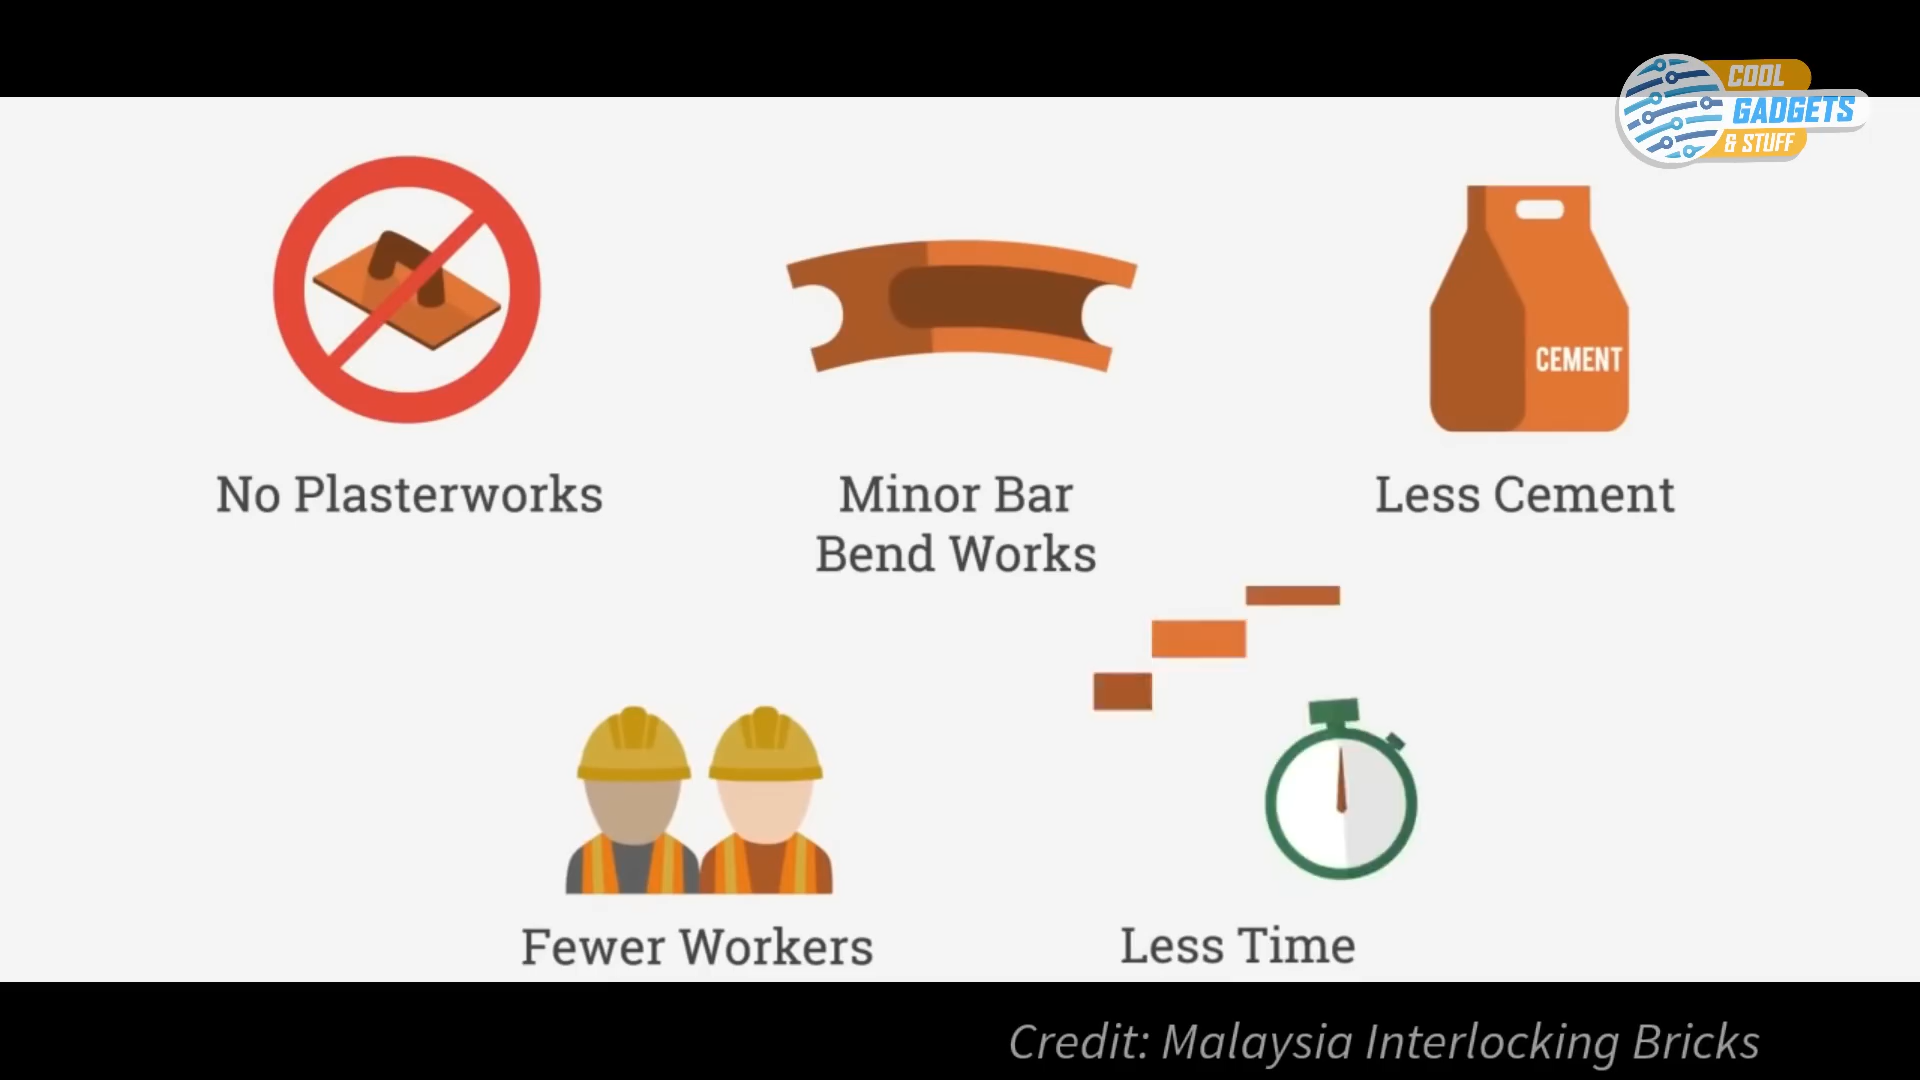 COOL
GADGETS
& STUFF
CEMENT
No Plasterworks
Minor Bar
Bend Works
Less Cement
Fewer Workers
Less Time
Credit: Malaysia Interlocking Bricks